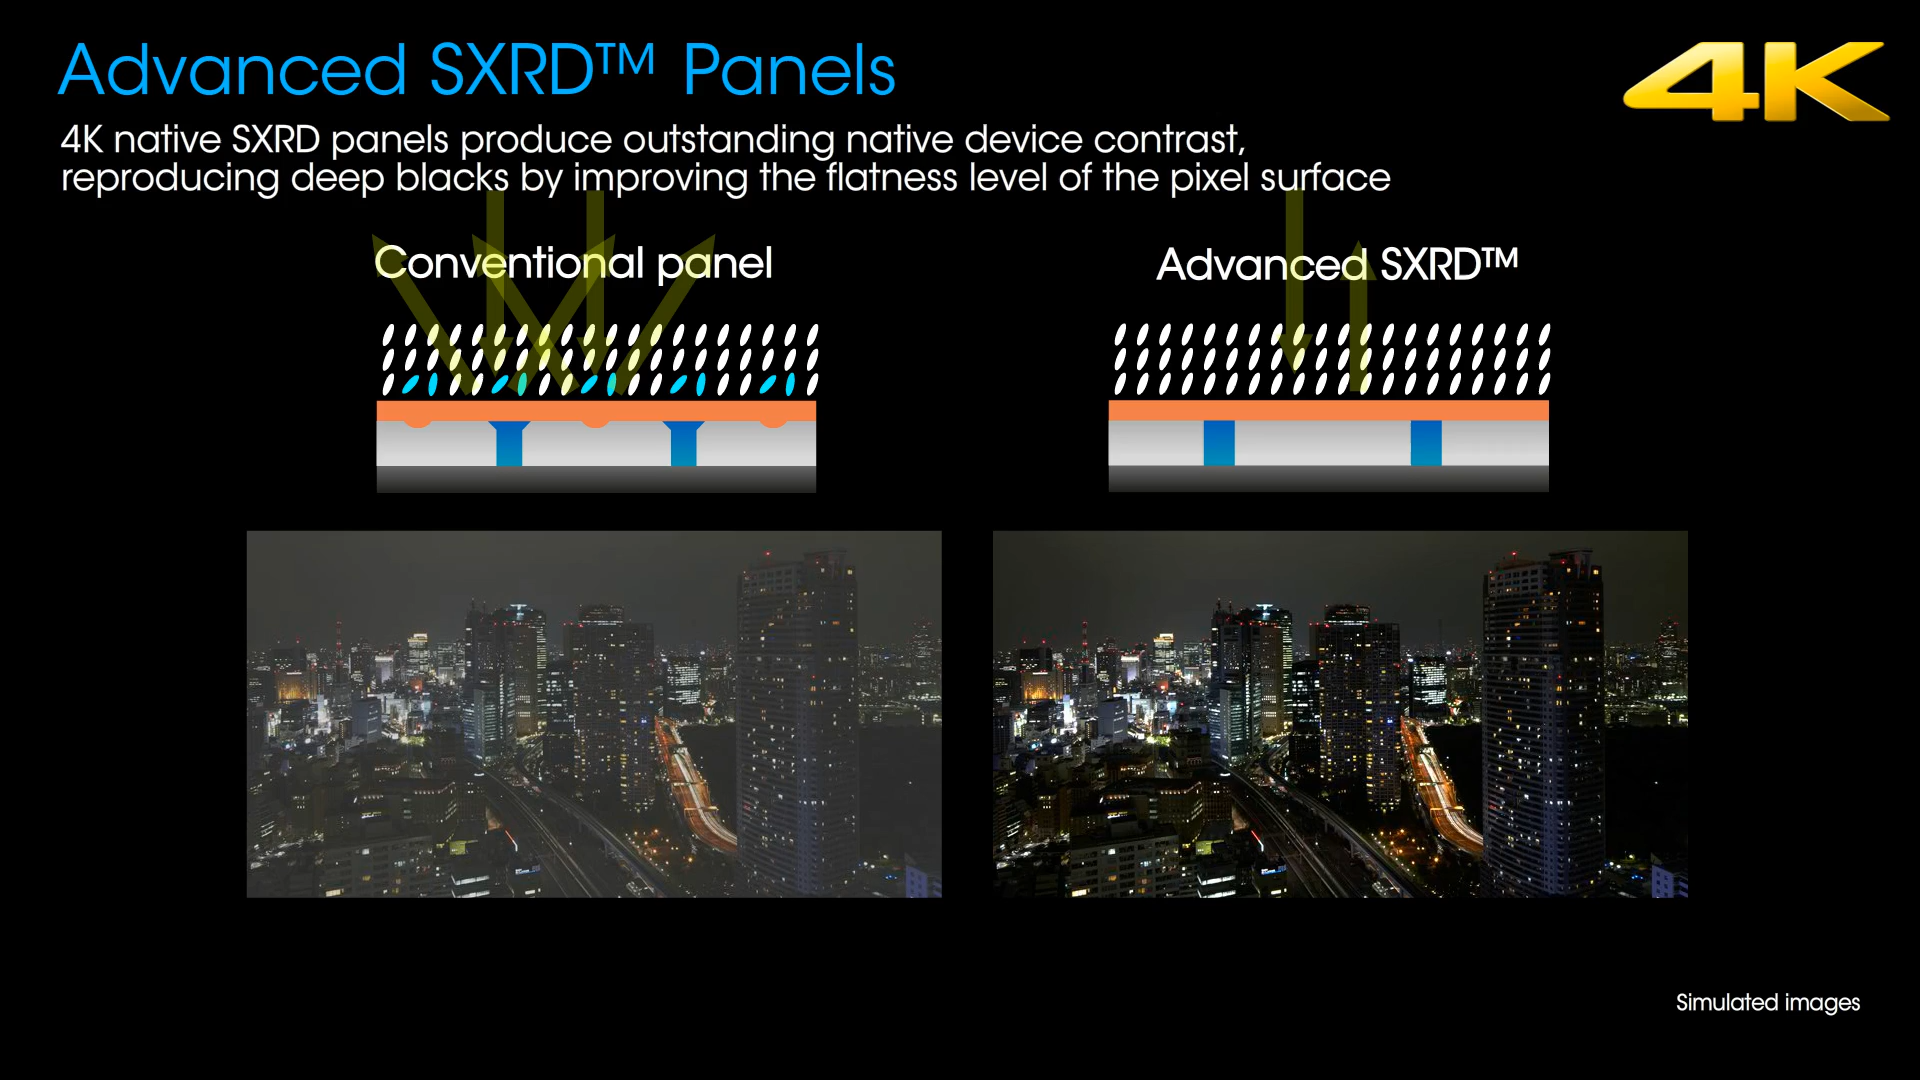 Advanced SXRD™ Panels
4K
4K native SXRD panels produce outstanding native device contrast,
reproducing deep blacks by improving the flatness level of the pixel surface
Conventional panel
Advanced SXRD™
Simulated images